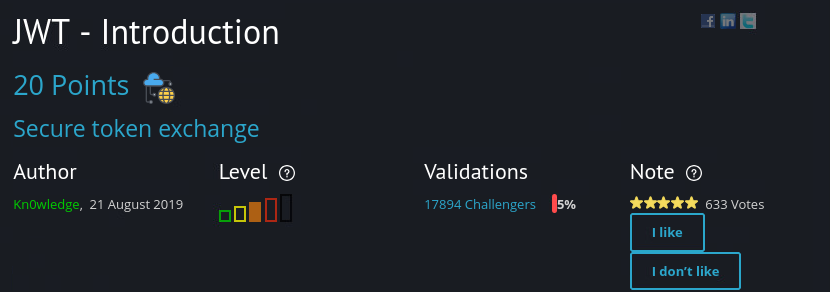 JWT - Introduction
20 Points
Secure token exchange
Author
Level ?
Validations
Note ?
Kn0wledge, 21 August 2019
17894 Challengers
5%
633 Votes
I like
I don't like